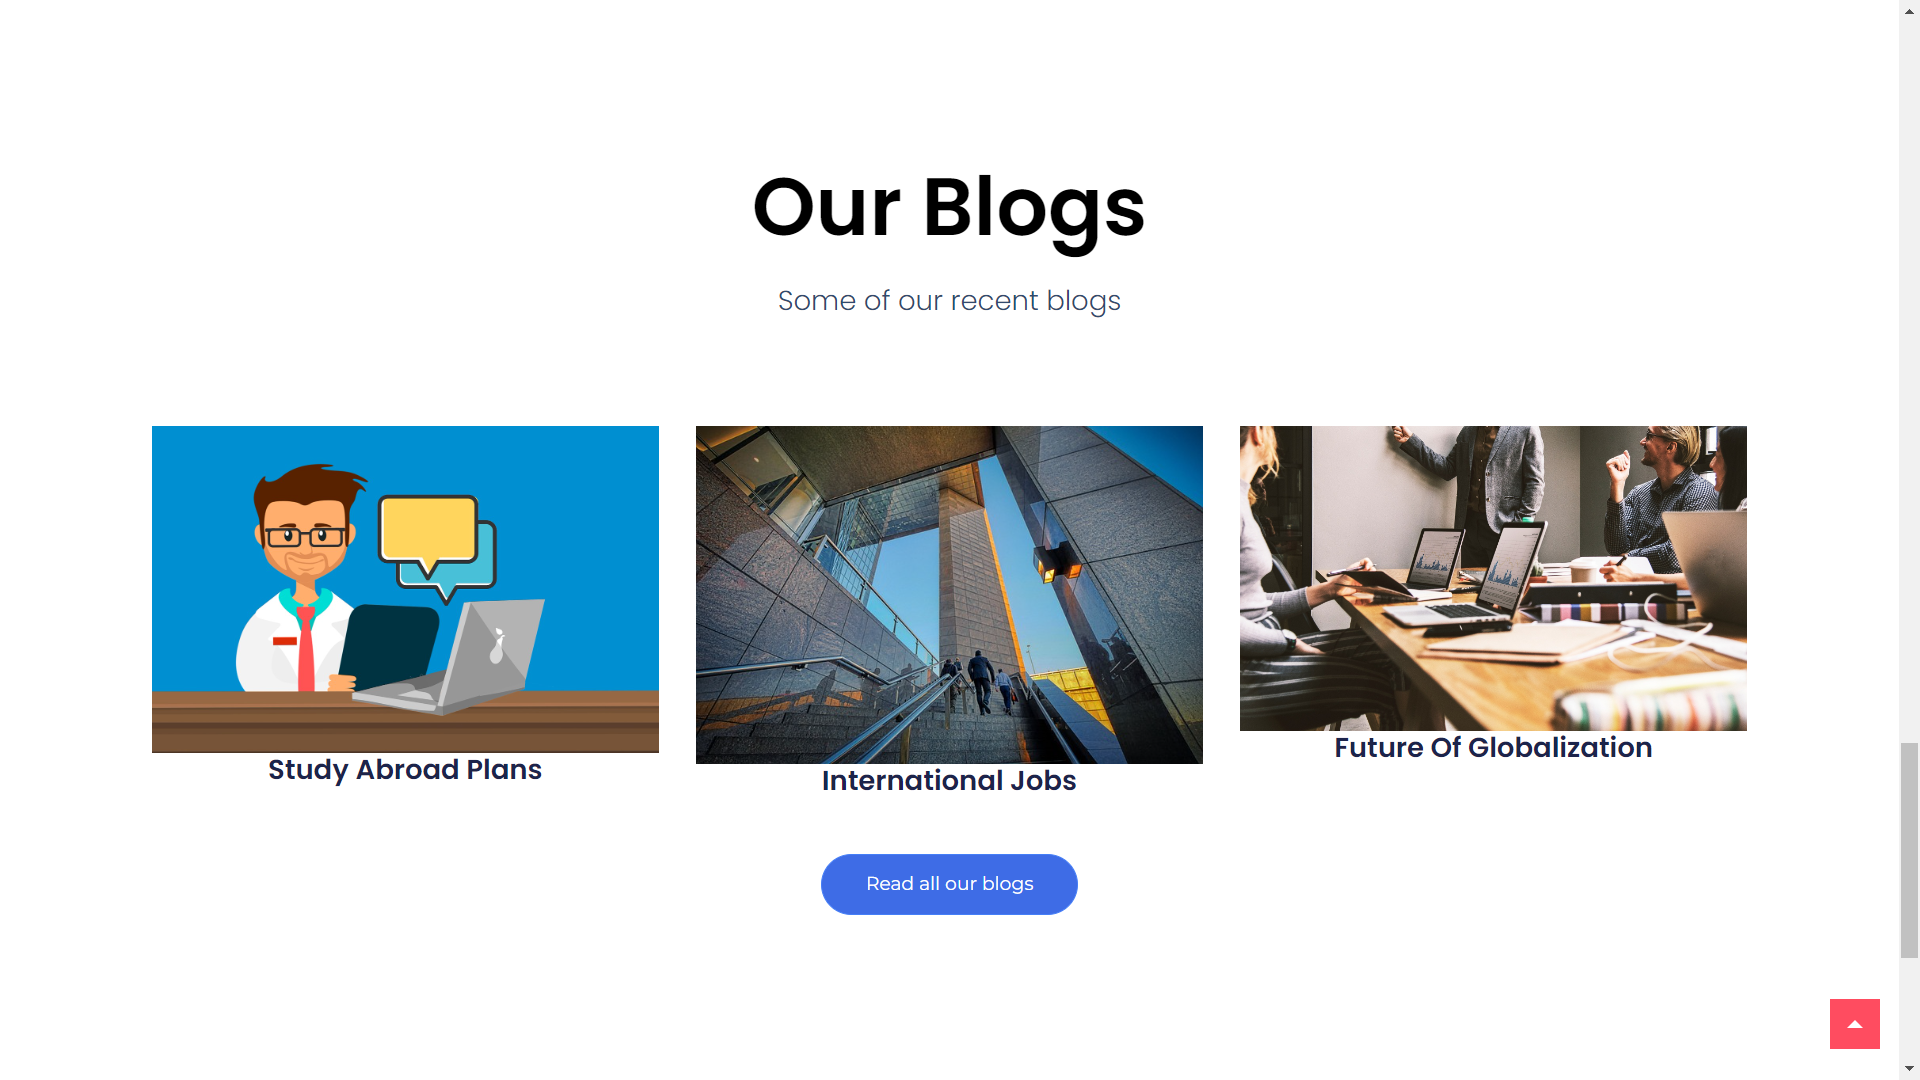 Our Blogs
Some of our recent blogs
Study Abroad Plans
International Jobs
Future Of Globalization
Read all our blogs